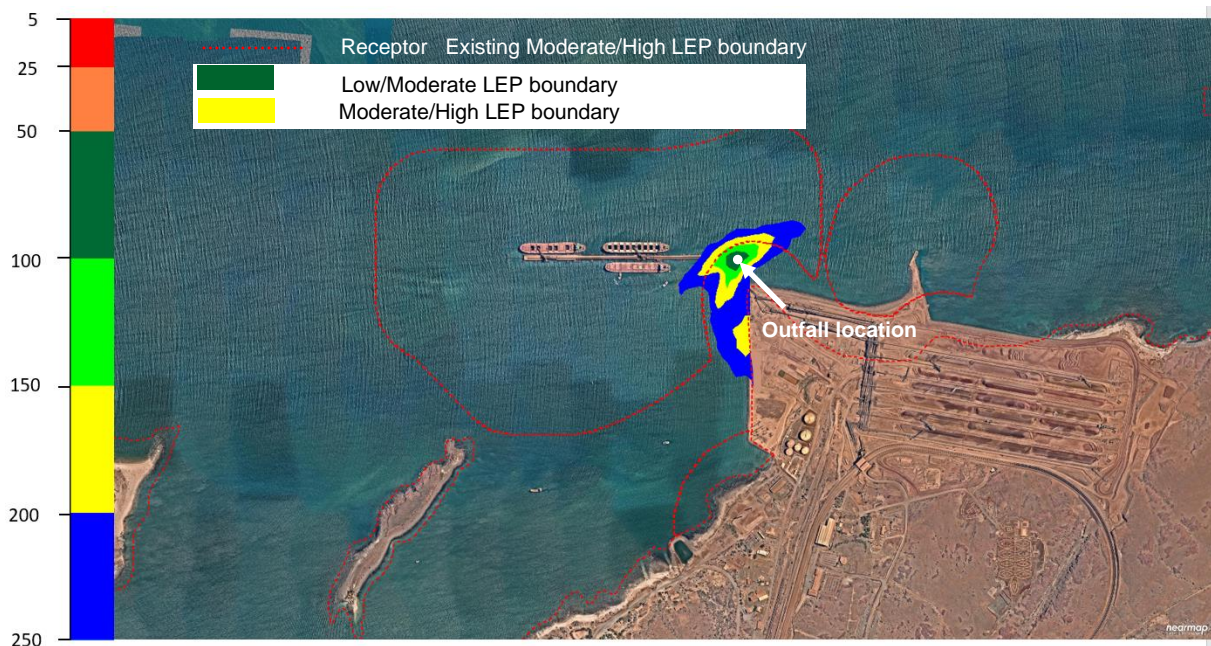 5
25
50
100
150
200
250
Receptor Existing Moderate/High LEP boundary
Low/Moderate LEP boundary
Moderate/High LEP boundary
Outfall location
nearmap